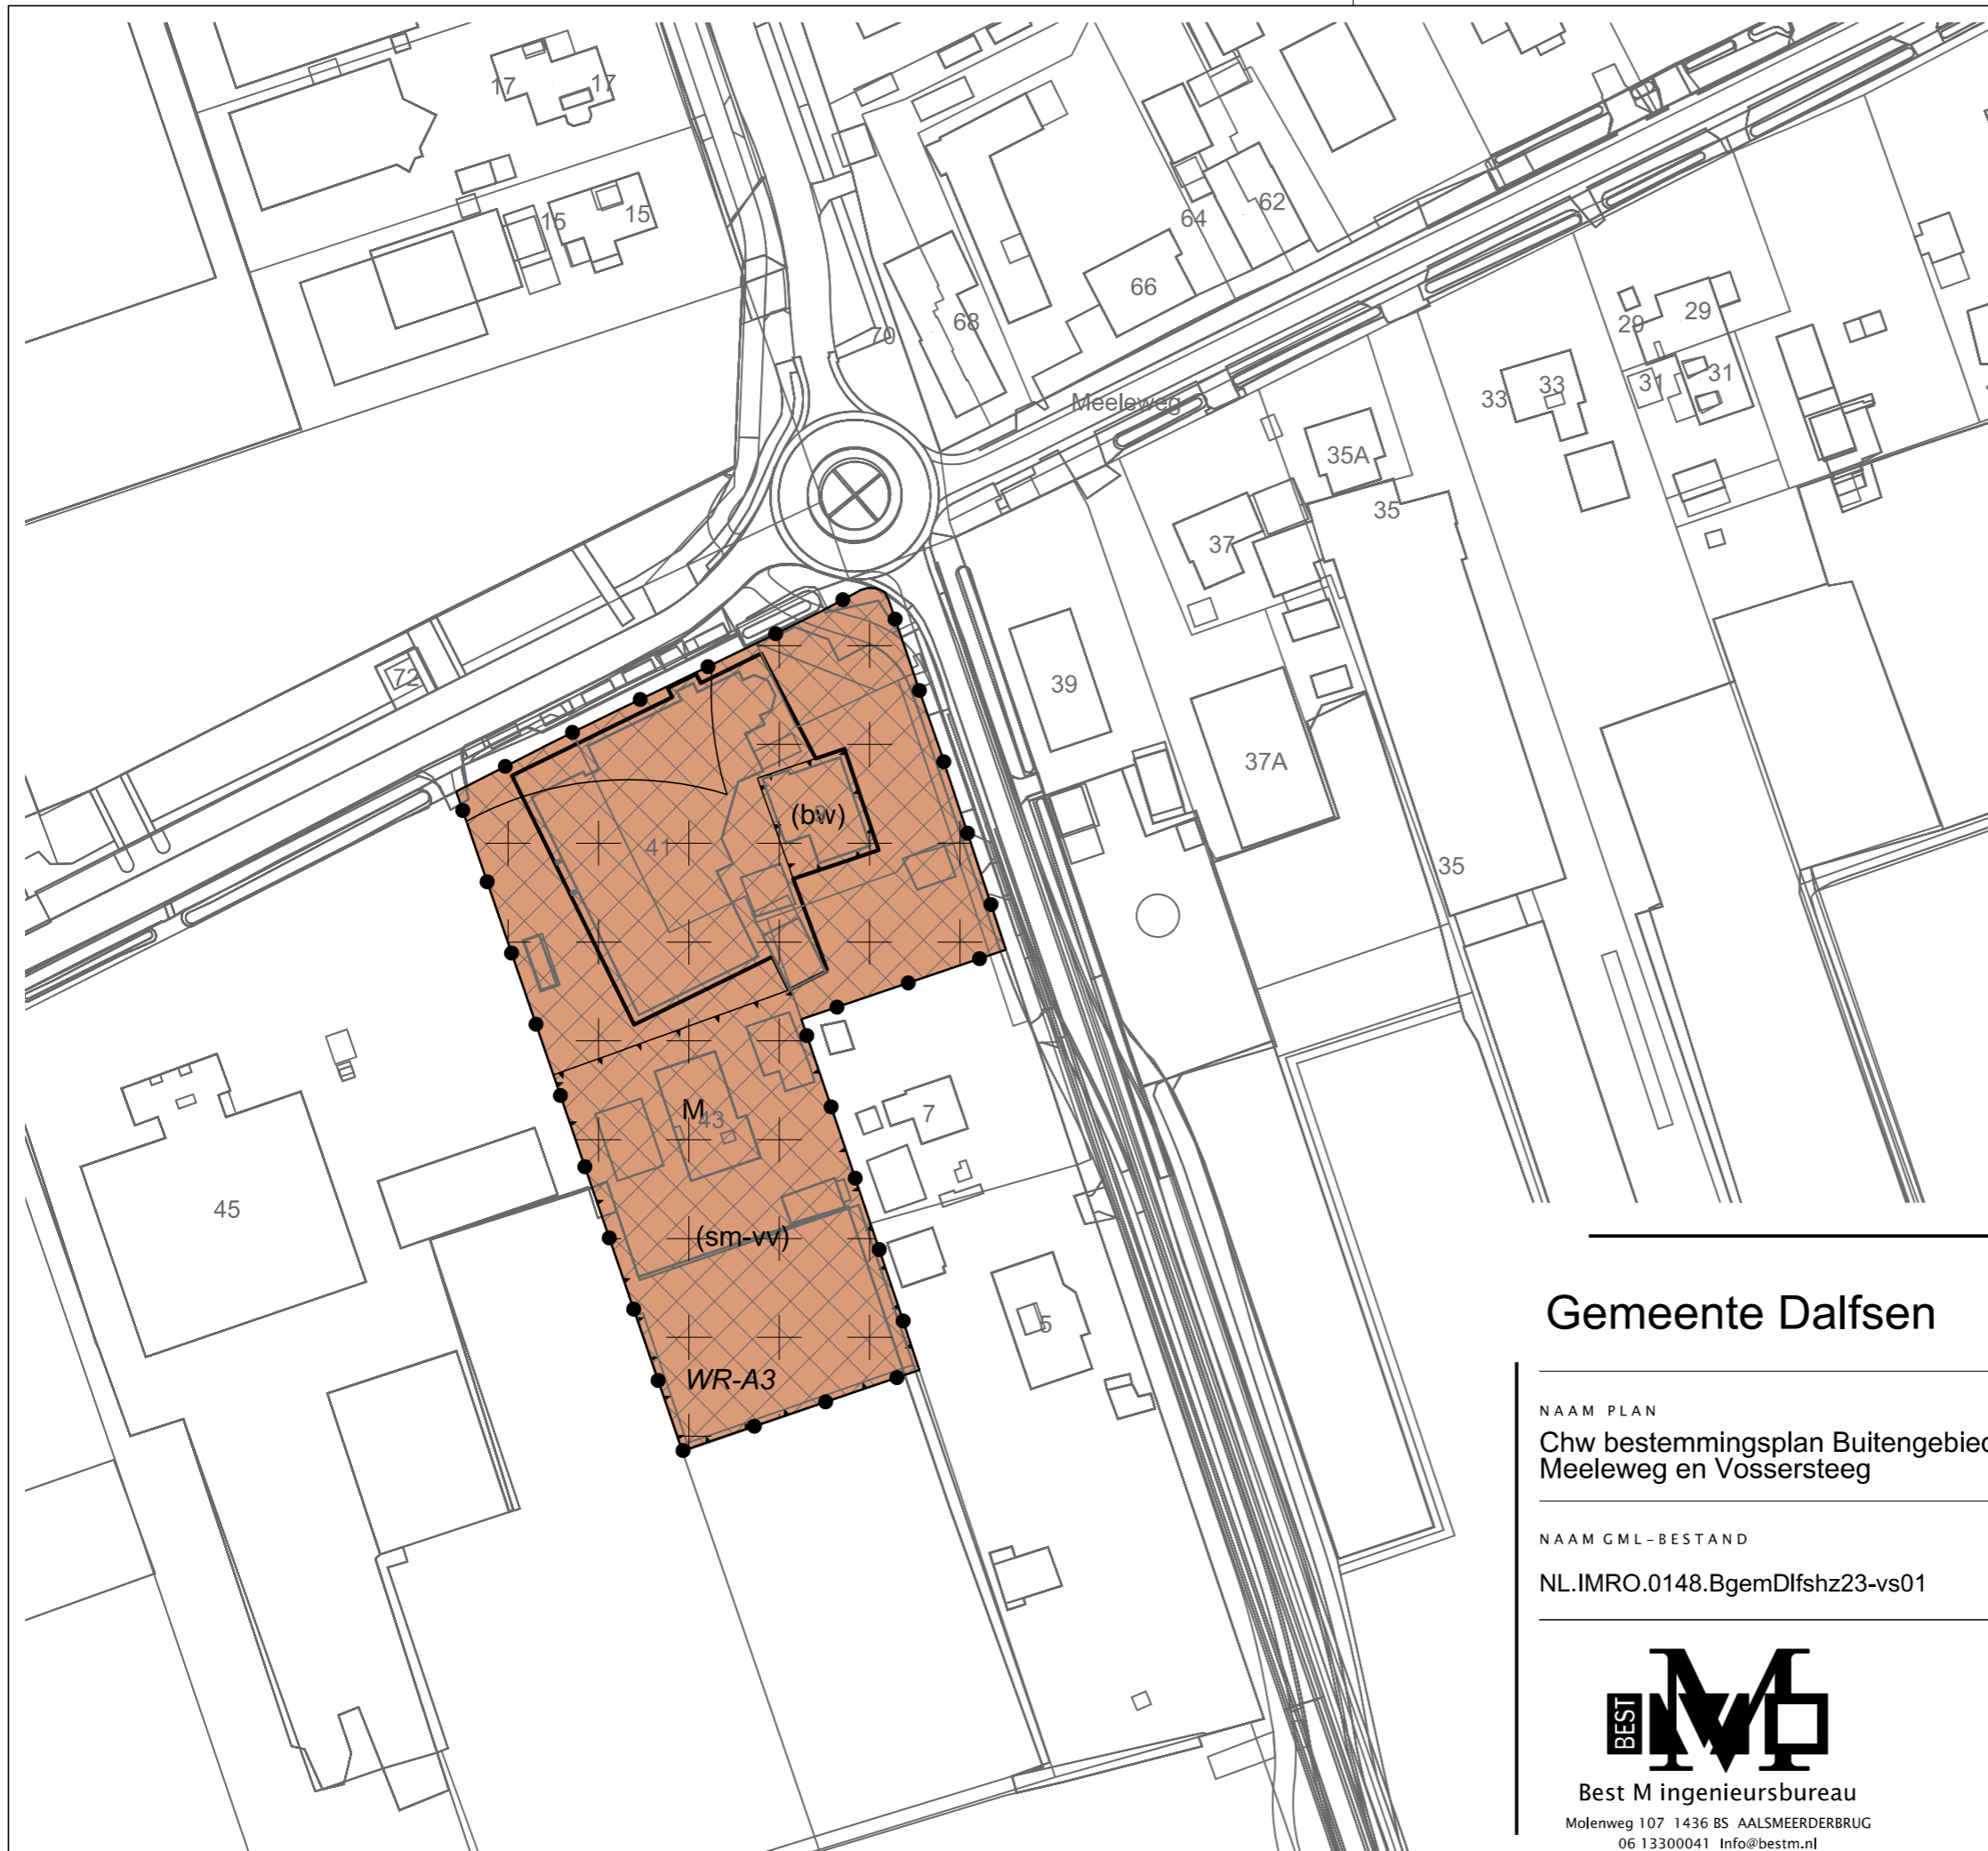 17
17
15
15
62
64
66
68
70
29
29
31
31
33
33
Meeleweg
35A
35
37
39
37A
35
72
41
(bw)
9
M
43
7
(sm-vv)
45
5
WR-A3
Gemeente Dalfsen
NAAM PLAN
Chw bestemmingsplan Buitengebied
Meeleweg en Vossersteeg
NAAM GML-BESTAND
NL.IMRO.0148.BgemDlfshz23-vs01
BEST
M
Best M ingenieursbureau
Molenweg 107 1436 BS AALSMEERDERBRUG
06 13300041 Info@bestm.nl